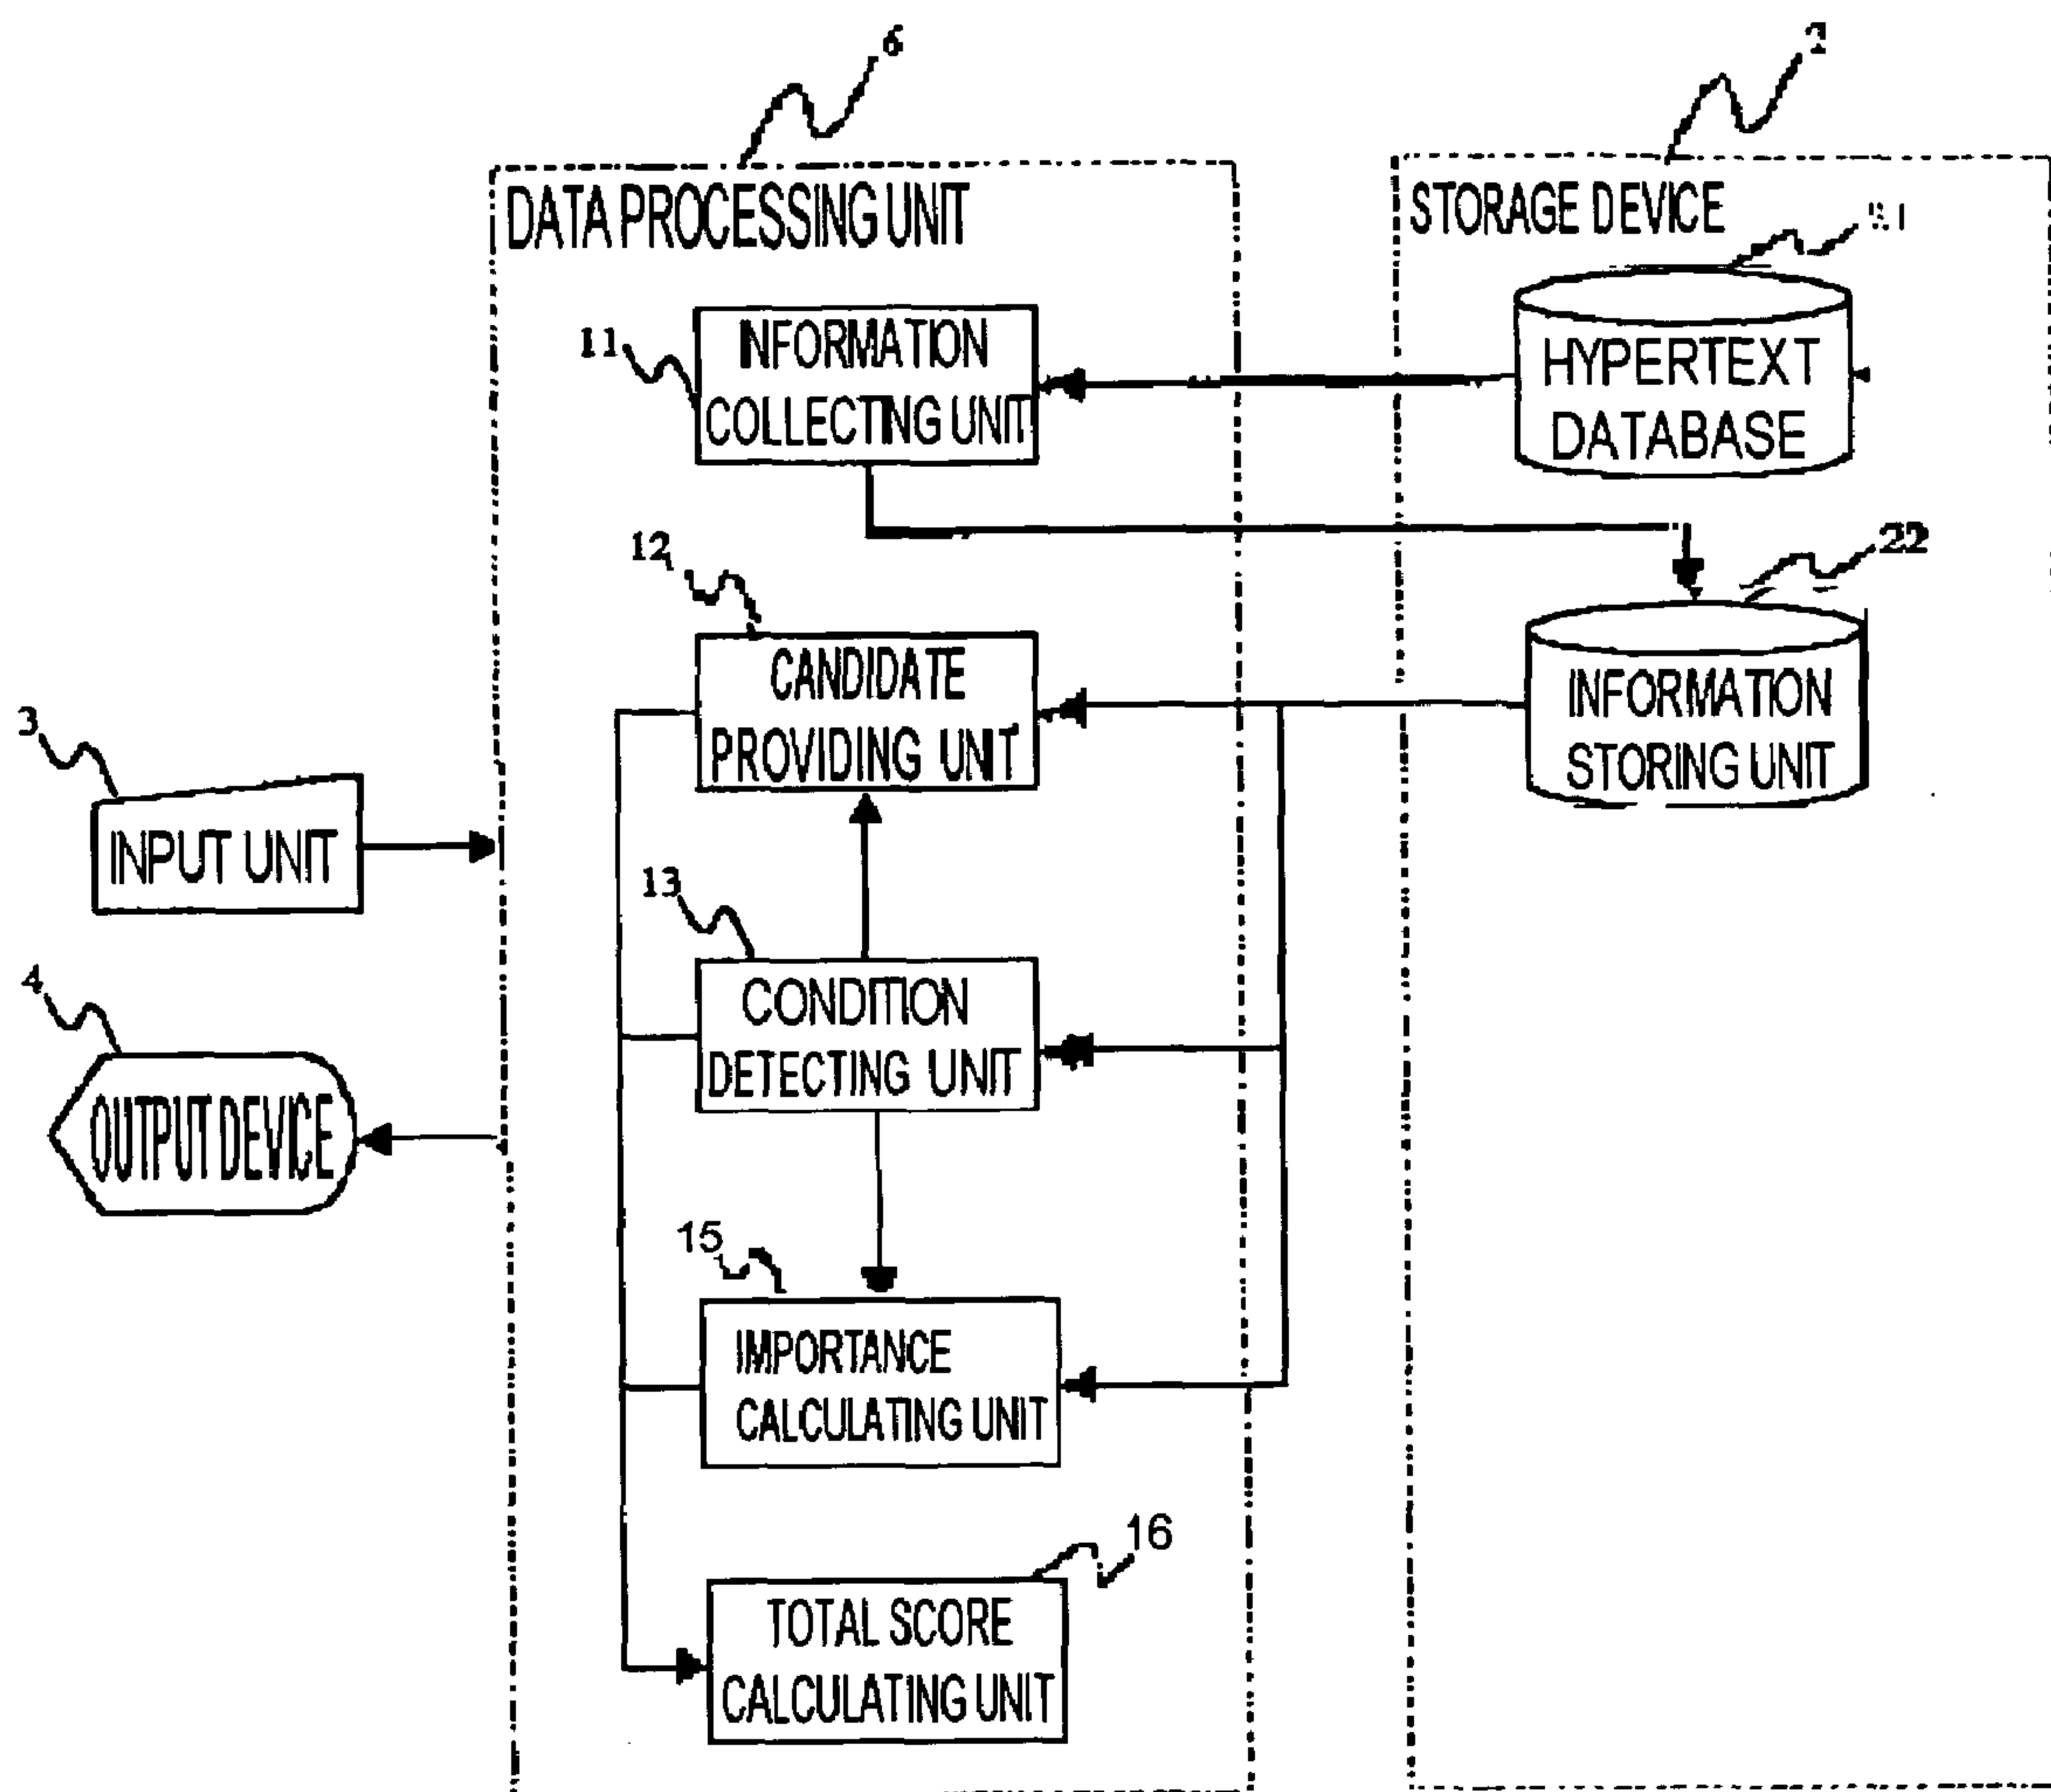 6
2
DATA PROCESSING UNIT
STORAGE DEVICE
11
INFORMATION
COLLECTING UNIT
HYPERTEXT
DATABASE
12
22
CANDIDATE
PROVIDING UNIT
INFORMATION
STORING UNIT
3
INPUT UNIT
13
CONDITION
DETECTING UNIT
4
OUTPUT DEVICE
15
IMPORTANCE
CALCULATING UNIT
16
TOTAL SCORE
CALCULATING UNIT